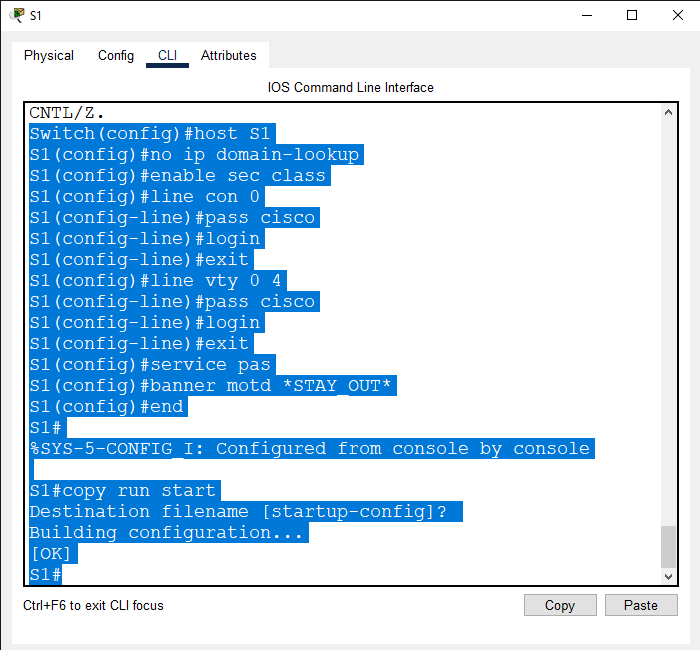 S1
Physical Config CLI Attributes
IOS Command Line Interface
CNTL/Z.
Switch(config)#host S1
S1(config)#no ip domain-lookup
S1(config)#enable sec class
S1(config)#line con 0
S1(config-line)#pass cisco
S1(config-line)#login
S1(config-line)#exit
S1(config)#line vty 0 4
S1(config-line)#pass cisco
S1(config-line)#login
S1(config-line)#exit
S1(config)#service pas
S1(config)#banner motd *STAY_OUT*
S1(config)#end
S1#
%SYS-5-CONFIG_I: Configured from console by console
S1#copy run start
Destination filename [startup-config]?
Building configuration...
[OK]
S1#
Ctrl+F6 to exit CLI focus Copy Paste